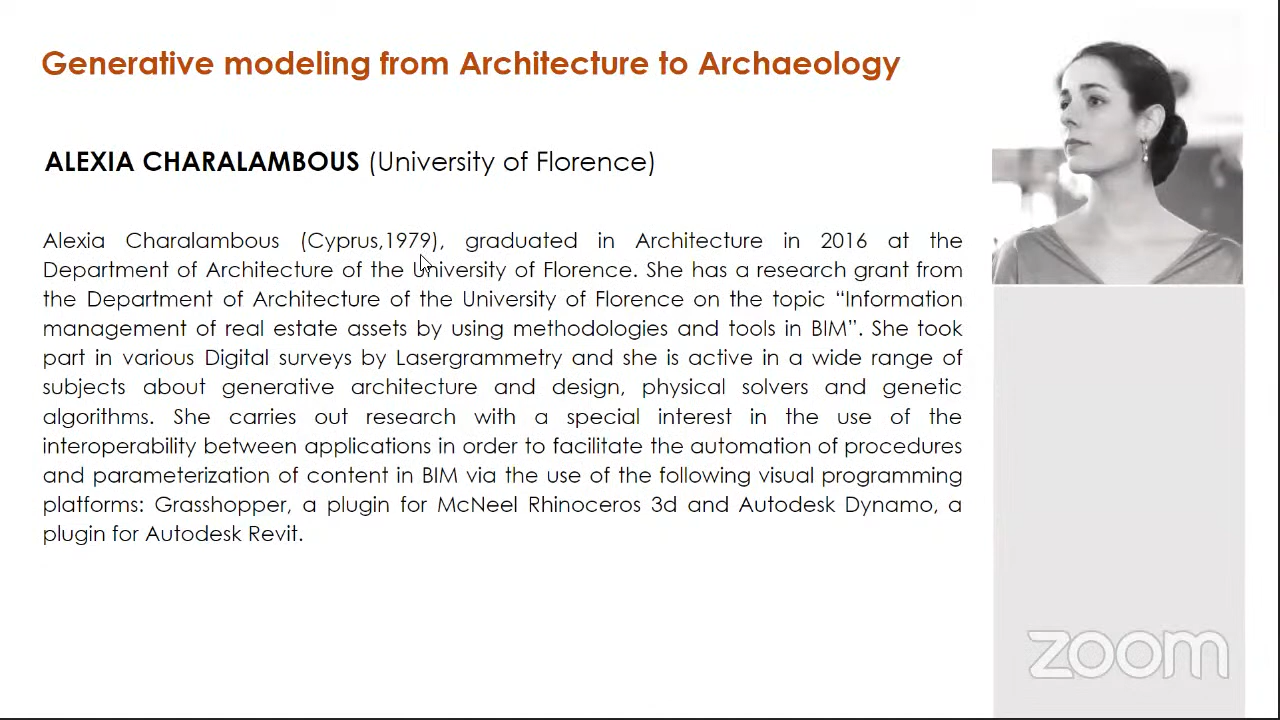 Generative modeling from Architecture to Archaeology
ALEXIA CHARALAMBOUS (University of Florence)
Alexia Charalambous (Cyprus,1979), graduated in Architecture in 2016 at the
Department of Architecture of the University of Florence. She has a research grant from
the Department of Architecture of the University of Florence on the topic “Information
management of real estate assets by using methodologies and tools in BIM”. She took
part in various Digital surveys by Lasergrammetry and she is active in a wide range of
subjects about generative architecture and design, physical solvers and genetic
algorithms. She carries out research with a special interest in the use of the
interoperability between applications in order to facilitate the automation of procedures
and parameterization of content in BIM via the use of the following visual programming
platforms: Grasshopper, a plugin for McNeel Rhinoceros 3d and Autodesk Dynamo, a
plugin for Autodesk Revit.
zoom